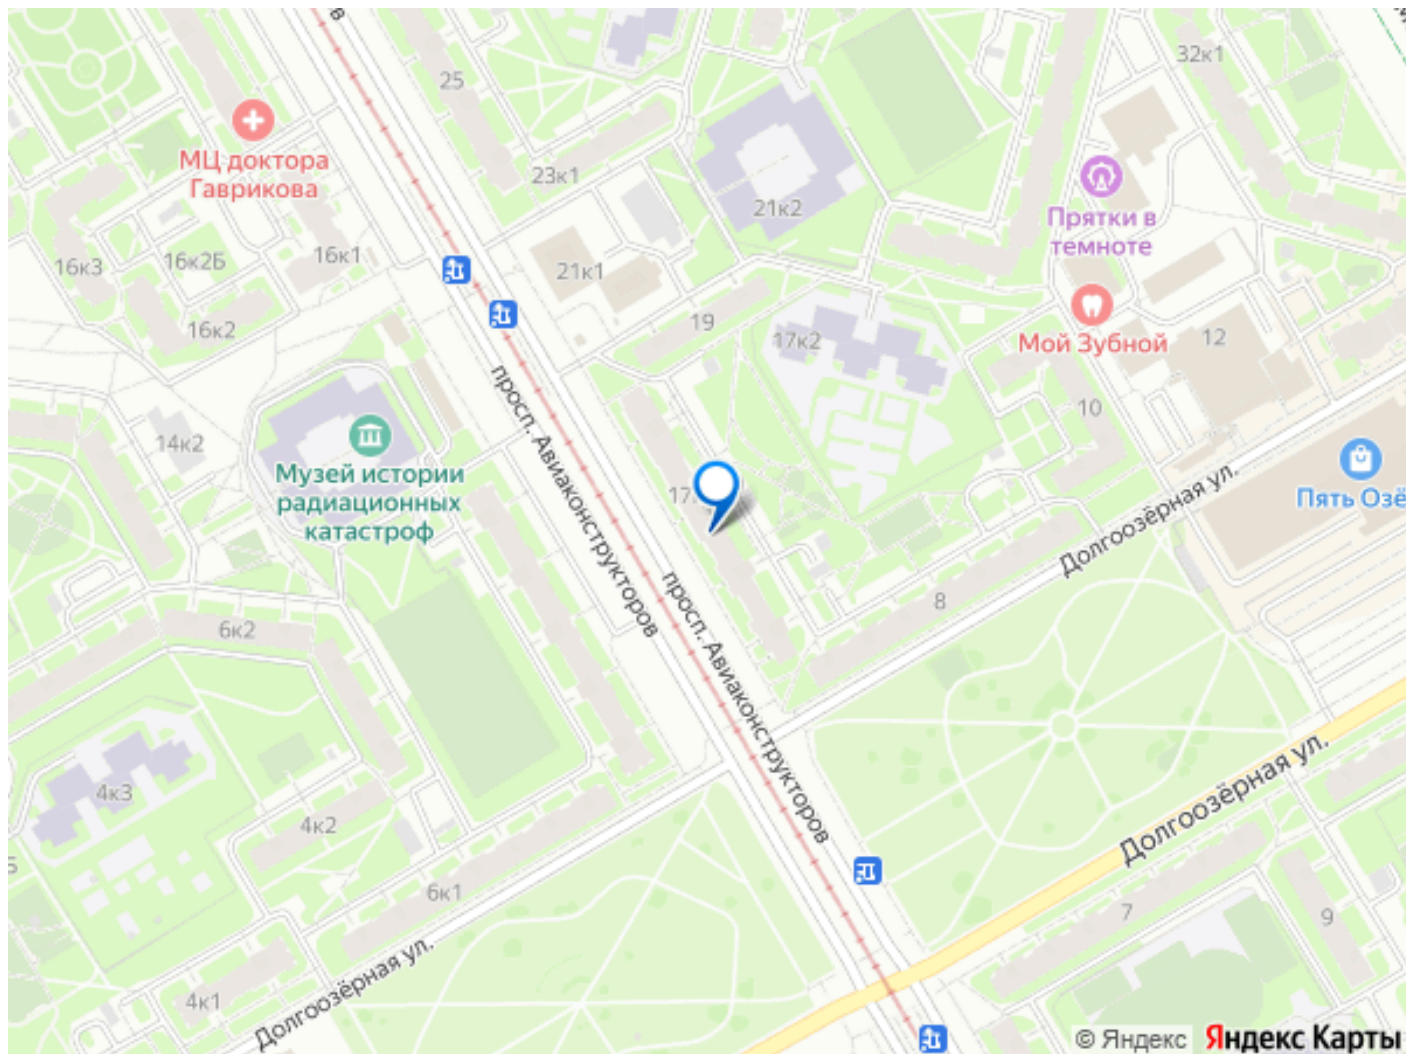 25
32к1
МЦ доктора
Гаврикова
23к1
21к2
Прятки в
темноте
16к3
16к2Б
16к1
21к1
16к2
19
17к2
Мой Зубной
12
просп. Авиаконструкторов
10
14к2
Музей истории
радиационных
катастроф
17
Пять Озё
Долгоозёрная ул.
просп. Авиаконструкторов
8
6к2
4к3
4к2
Долгоозёрная ул.
6к1
7
9
4к1
Долгоозёрная ул.
© Яндекс
Яндекс Карты